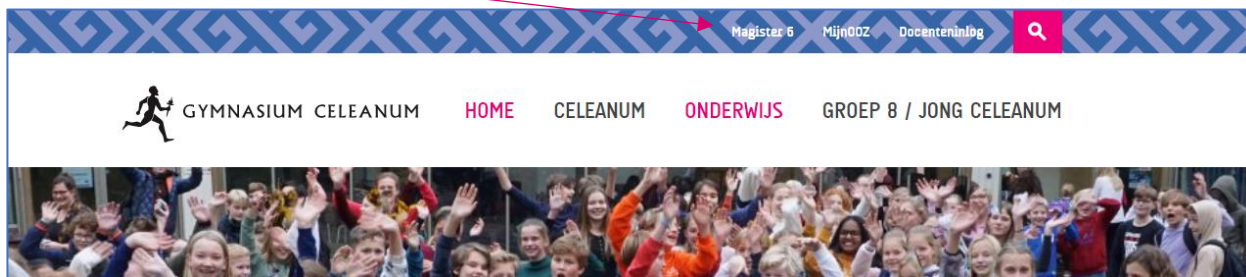 Magister 6 MijnOOZ Docenteninlog
GYMNASIUM CELEANUM HOME CELEANUM ONDERWIJS GROEP 8 / JONG CELEANUM